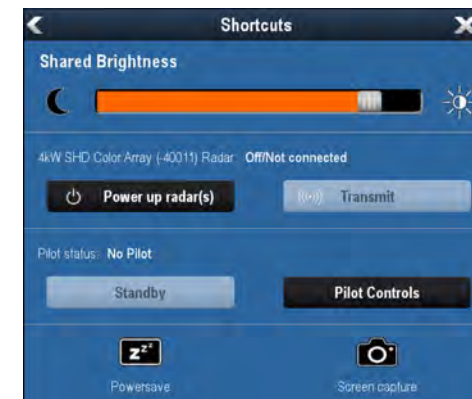 Shortcuts
Shared Brightness
4kW SHD Color Array (-40011) Radar: Off/Not connected
Power up radar(s) Transmit
Pilot status: No Pilot
Standby Pilot Controls
zzz
Powersave Screen capture